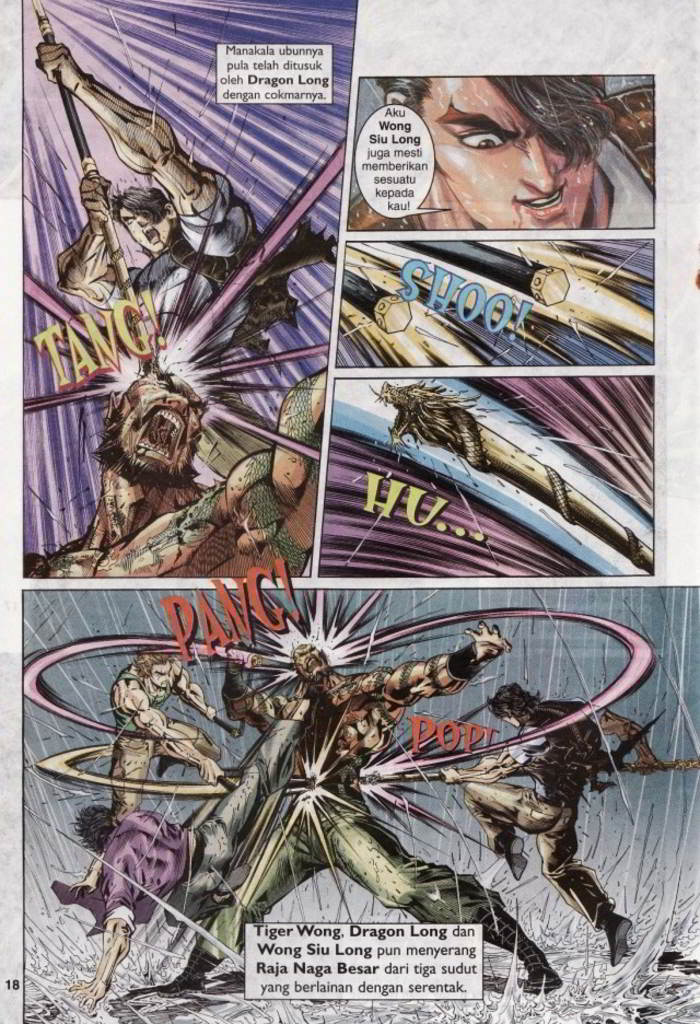 Manakala ubunnya
pula telah ditusuk
oleh Dragon Long
dengan cokmarnya.
TANG!
Aku
Wong
Siu Long
juga mesti
memberikan
sesuatu
kepada
kau!
SHOO!
HU...
PANG!
POP!
Tiger Wong, Dragon Long dan
Wong Siu Long pun menyerang
Raja Naga Besar dari tiga sudut
yang berlainan dengan serentak.
18